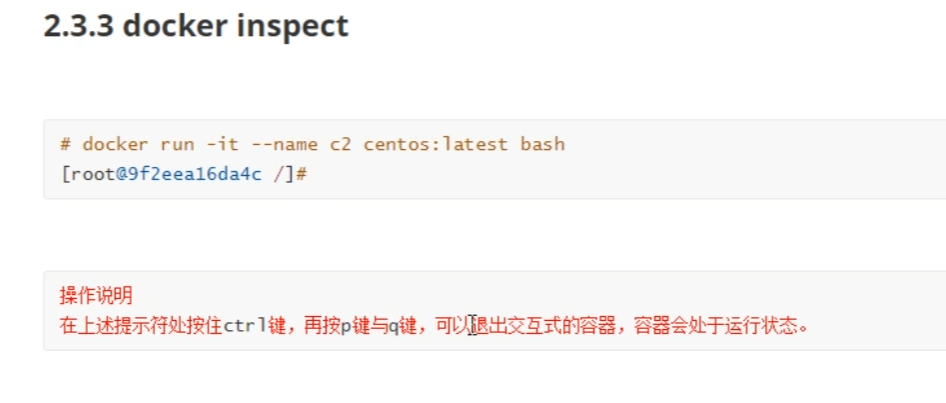 2.3.3 docker inspect
# docker run -it --name c2 centos:latest bash
[root@9f2eea16da4c /]#
操作说明
在上述提示符处按住ctrl键，再按p键与q键，可以退出交互式的容器，容器会处于运行状态。